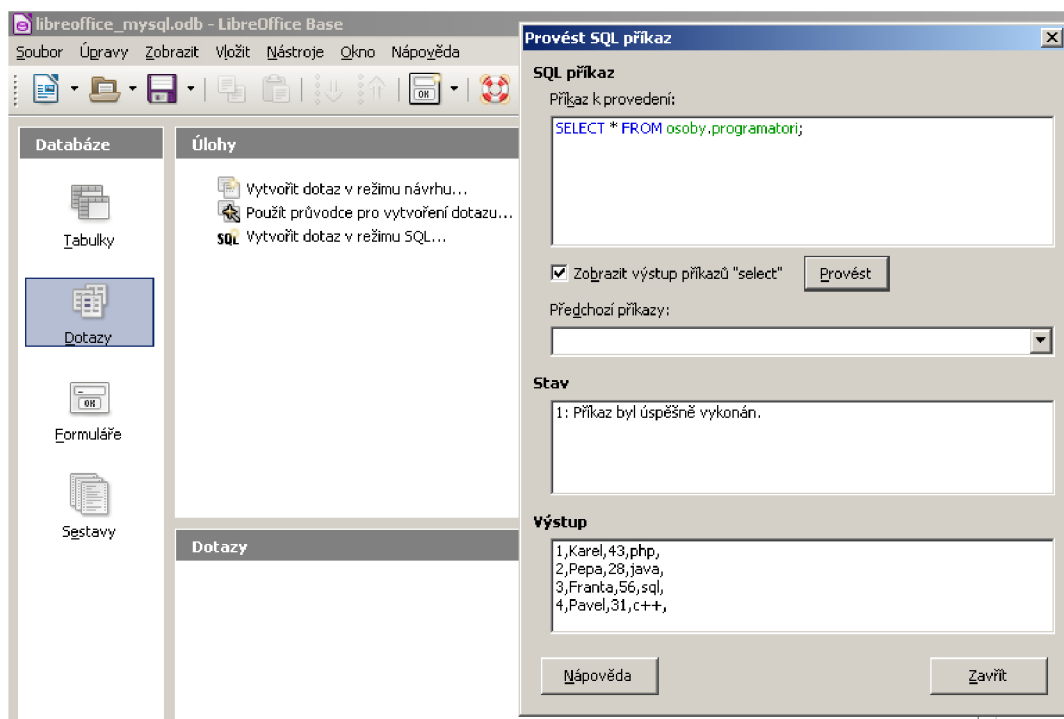 libreoffice_mysql.odb - LibreOffice Base
Soubor Úpravy Zobrazit Vložit Nástroje Okno Nápověda
OK
Databáze
Tabulky
Dotazy
OK
Formuláře
Sestavy
Úlohy
Vytvořit dotaz v režimu návrhu...
Použít průvodce pro vytvoření dotazu...
SQL Vytvořit dotaz v režimu SQL...
Dotazy
Provést SQL příkaz
SQL příkaz
Příkaz k provedení:
SELECT * FROM osoby.programatori;
Zobrazit výstup příkazů "select" Provést
Předchozí příkazy:
Stav
1: Příkaz byl úspěšně vykonán.
Výstup
1,Karel,43,php,
2,Pepa,28,java,
3,Franta,56,sql,
4,Pavel,31,c++,
Nápověda Zavřít